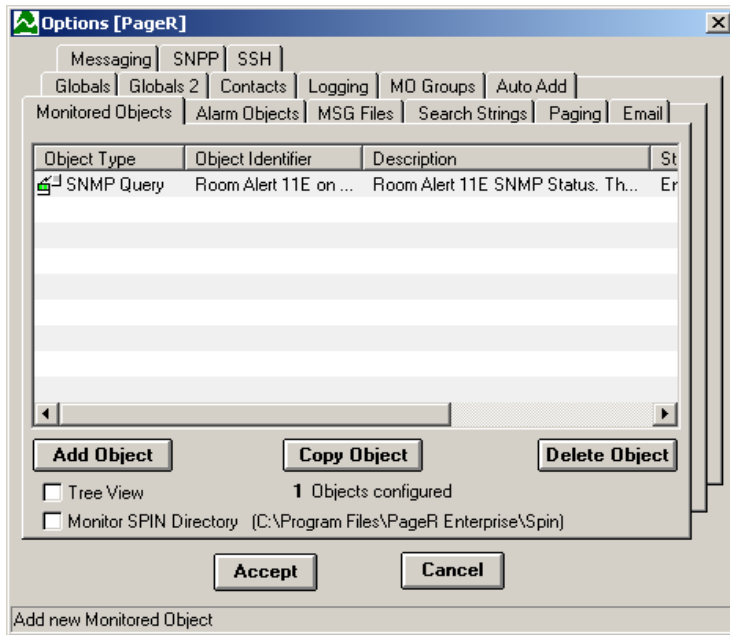 Options [PageR]
Messaging SNPP SSH
Globals Globals 2 Contacts Logging MO Groups Auto Add
Monitored Objects Alarm Objects MSG Files Search Strings Paging Email
Object Type Object Identifier Description St
SNMP Query Room Alert 11E on ... Room Alert 11E SNMP Status. Th... Er
Add Object Copy Object Delete Object
Tree View 1 Objects configured
Monitor SPIN Directory (C:\Program Files\PageR Enterprise\Spin)
Accept Cancel
Add new Monitored Object